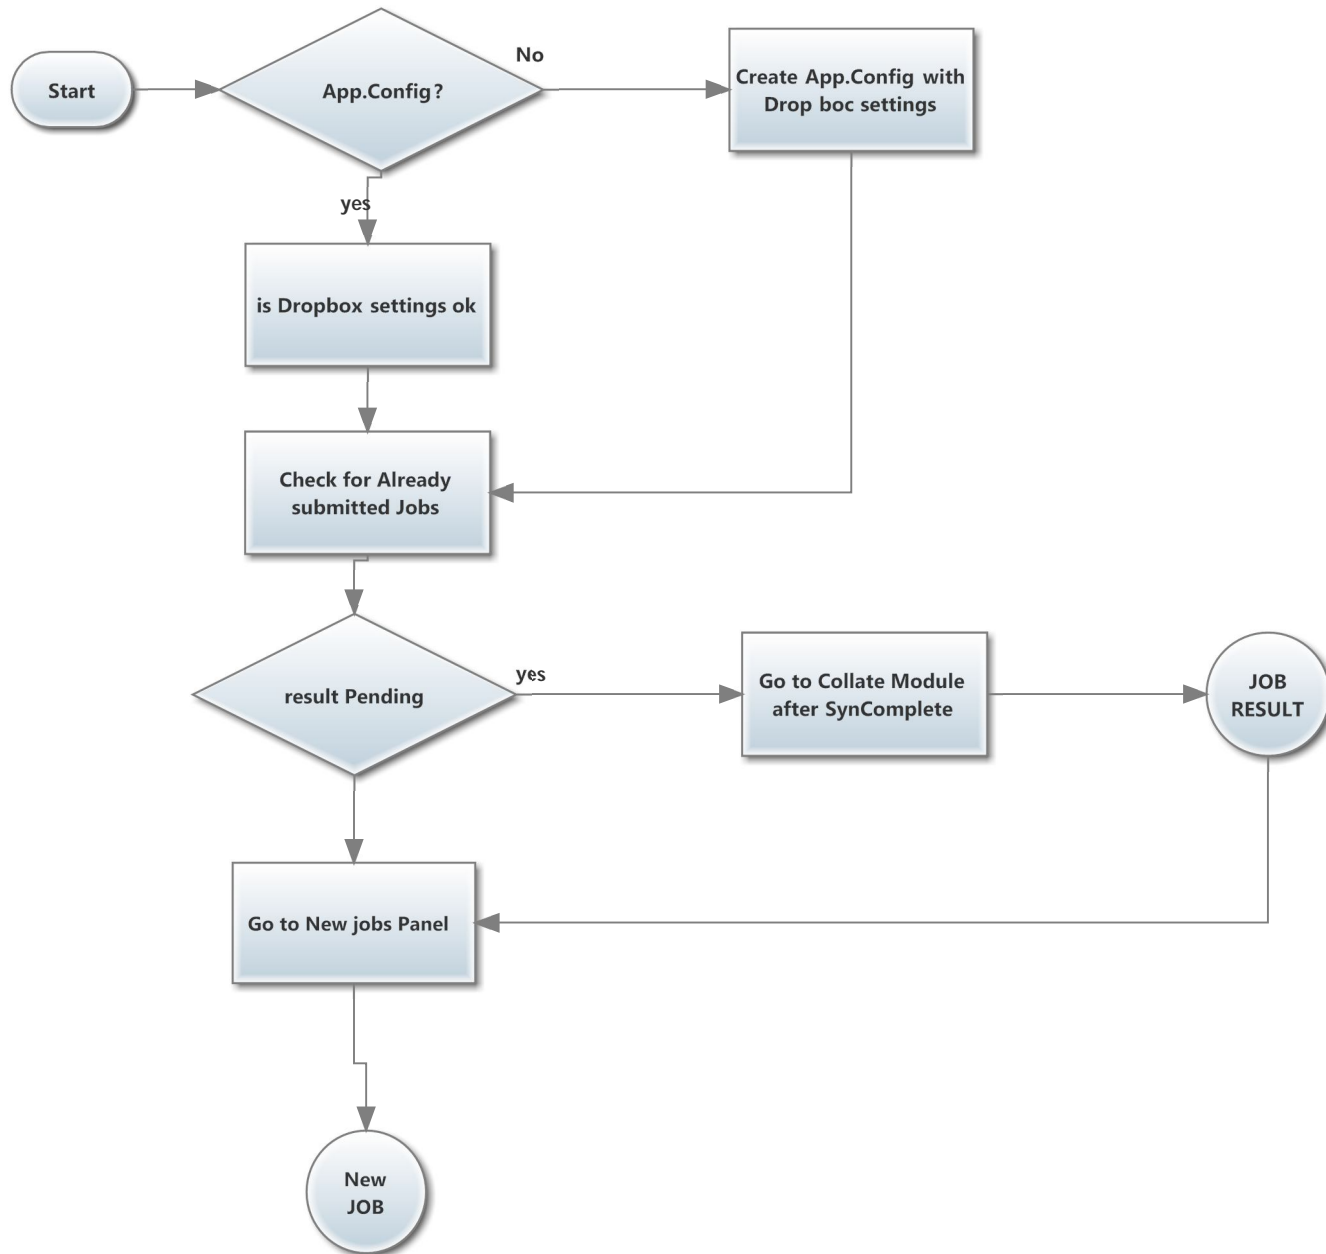 Start
App.Config?
No
Create App.Config with
Drop boc settings
yes
is Dropbox settings ok
Check for Already
submitted Jobs
result Pending
yes
Go to Collate Module
after SynComplete
JOB
RESULT
Go to New jobs Panel
New
JOB